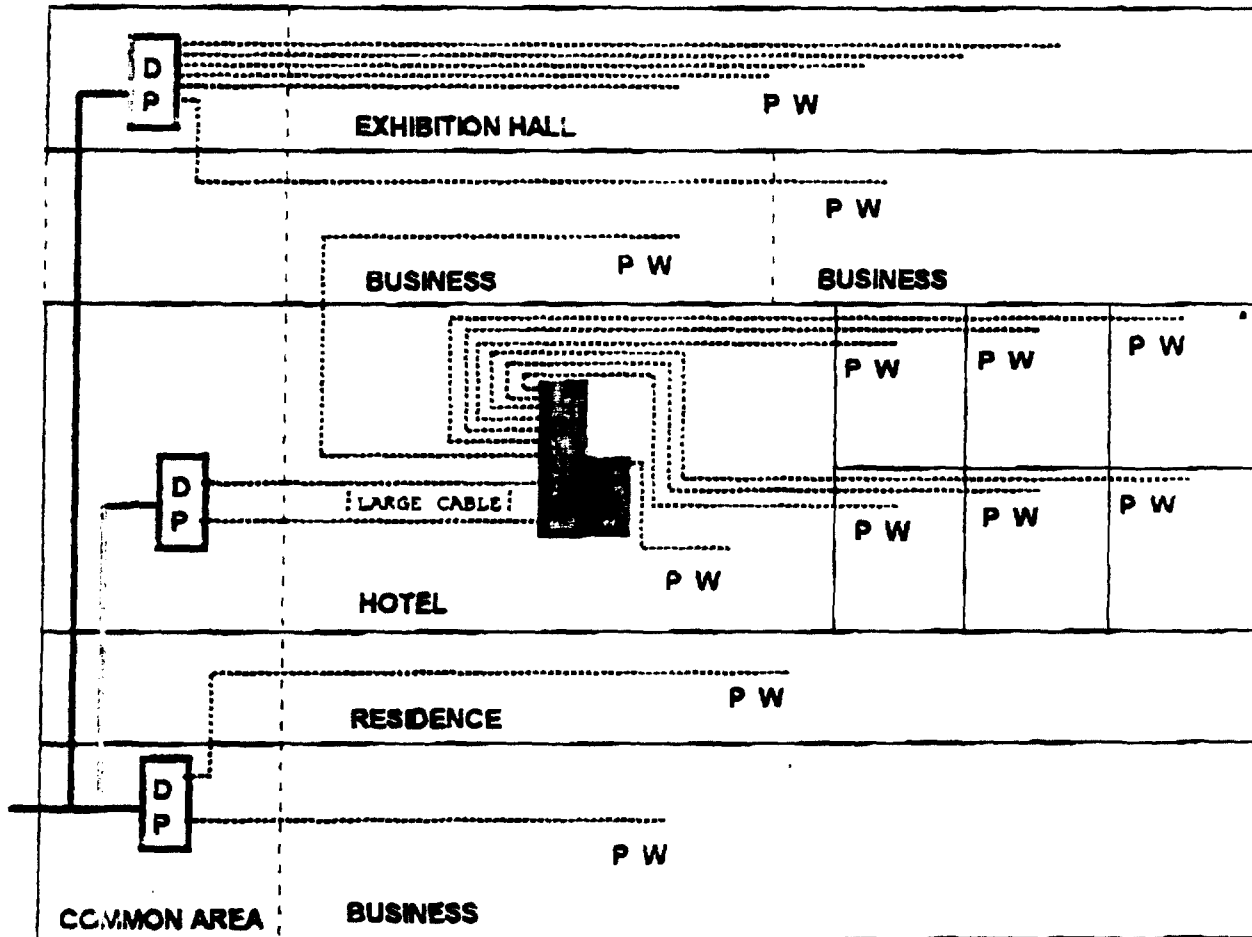 D
P
P W
EXHIBITION HALL
P W
P W
BUSINESS
BUSINESS
P W
P W
P W
D
P
LARGE CABLE
P W
P W
P W
P W
HOTEL
P W
RESIDENCE
D
P
P W
COMMON AREA
BUSINESS